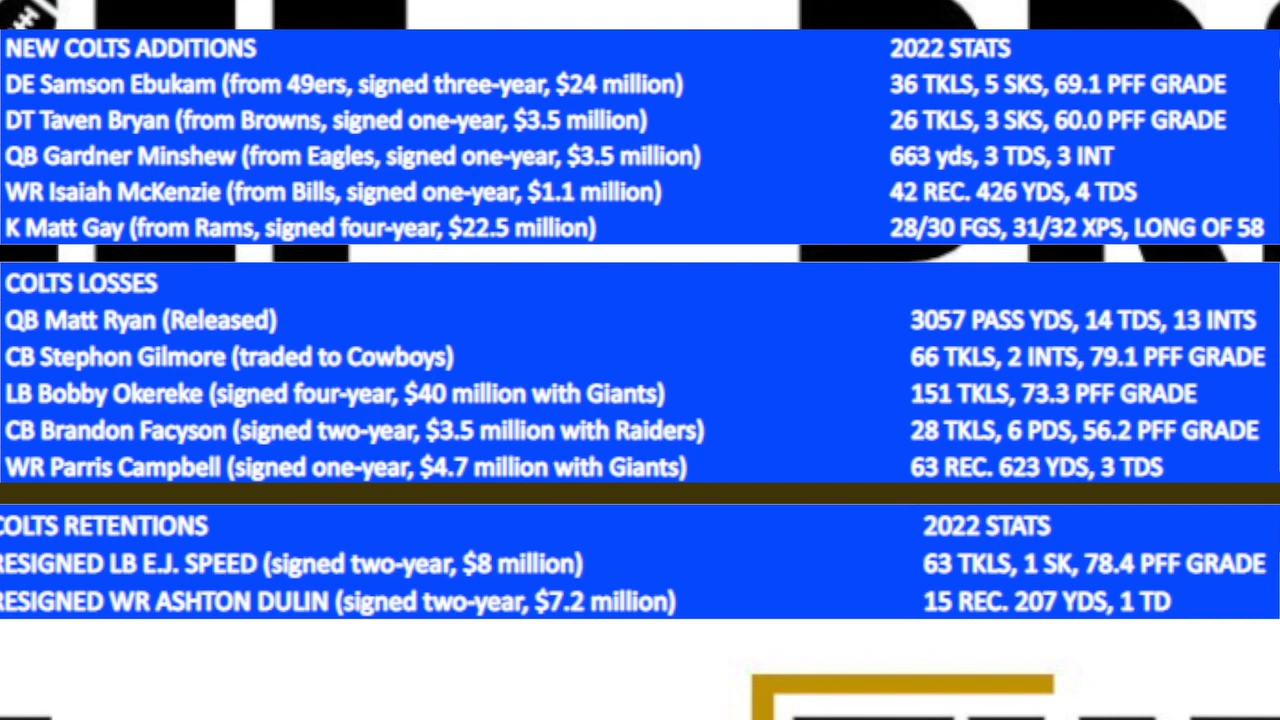 NEW COLTS ADDITIONS 2022 STATS
DE Samson Ebukam (from 49ers, signed three-year, $24 million) 36 TKLS, 5 SKS, 69.1 PFF GRADE
DT Taven Bryan (from Browns, signed one-year, $3.5 million) 26 TKLS, 3 SKS, 60.0 PFF GRADE
QB Gardner Minshew (from Eagles, signed one-year, $3.5 million) 663 yds, 3 TDS, 3 INT
WR Isaiah McKenzie (from Bills, signed one-year, $1.1 million) 42 REC. 426 YDS, 4 TDS
K Matt Gay (from Rams, signed four-year, $22.5 million) 28/30 FGS, 31/32 XPS, LONG OF 58
COLTS LOSSES
QB Matt Ryan (Released) 3057 PASS YDS, 14 TDS, 13 INTS
CB Stephon Gilmore (traded to Cowboys) 66 TKLS, 2 INTS, 79.1 PFF GRADE
LB Bobby Okereke (signed four-year, $40 million with Giants) 151 TKLS, 73.3 PFF GRADE
CB Brandon Facyson (signed two-year, $3.5 million with Raiders) 28 TKLS, 6 PDS, 56.2 PFF GRADE
WR Parris Campbell (signed one-year, $4.7 million with Giants) 63 REC. 623 YDS, 3 TDS
COLTS RETENTIONS 2022 STATS
RESIGNED LB E.J. SPEED (signed two-year, $8 million) 63 TKLS, 1 SK, 78.4 PFF GRADE
RESIGNED WR ASHTON DULIN (signed two-year, $7.2 million) 15 REC. 207 YDS, 1 TD